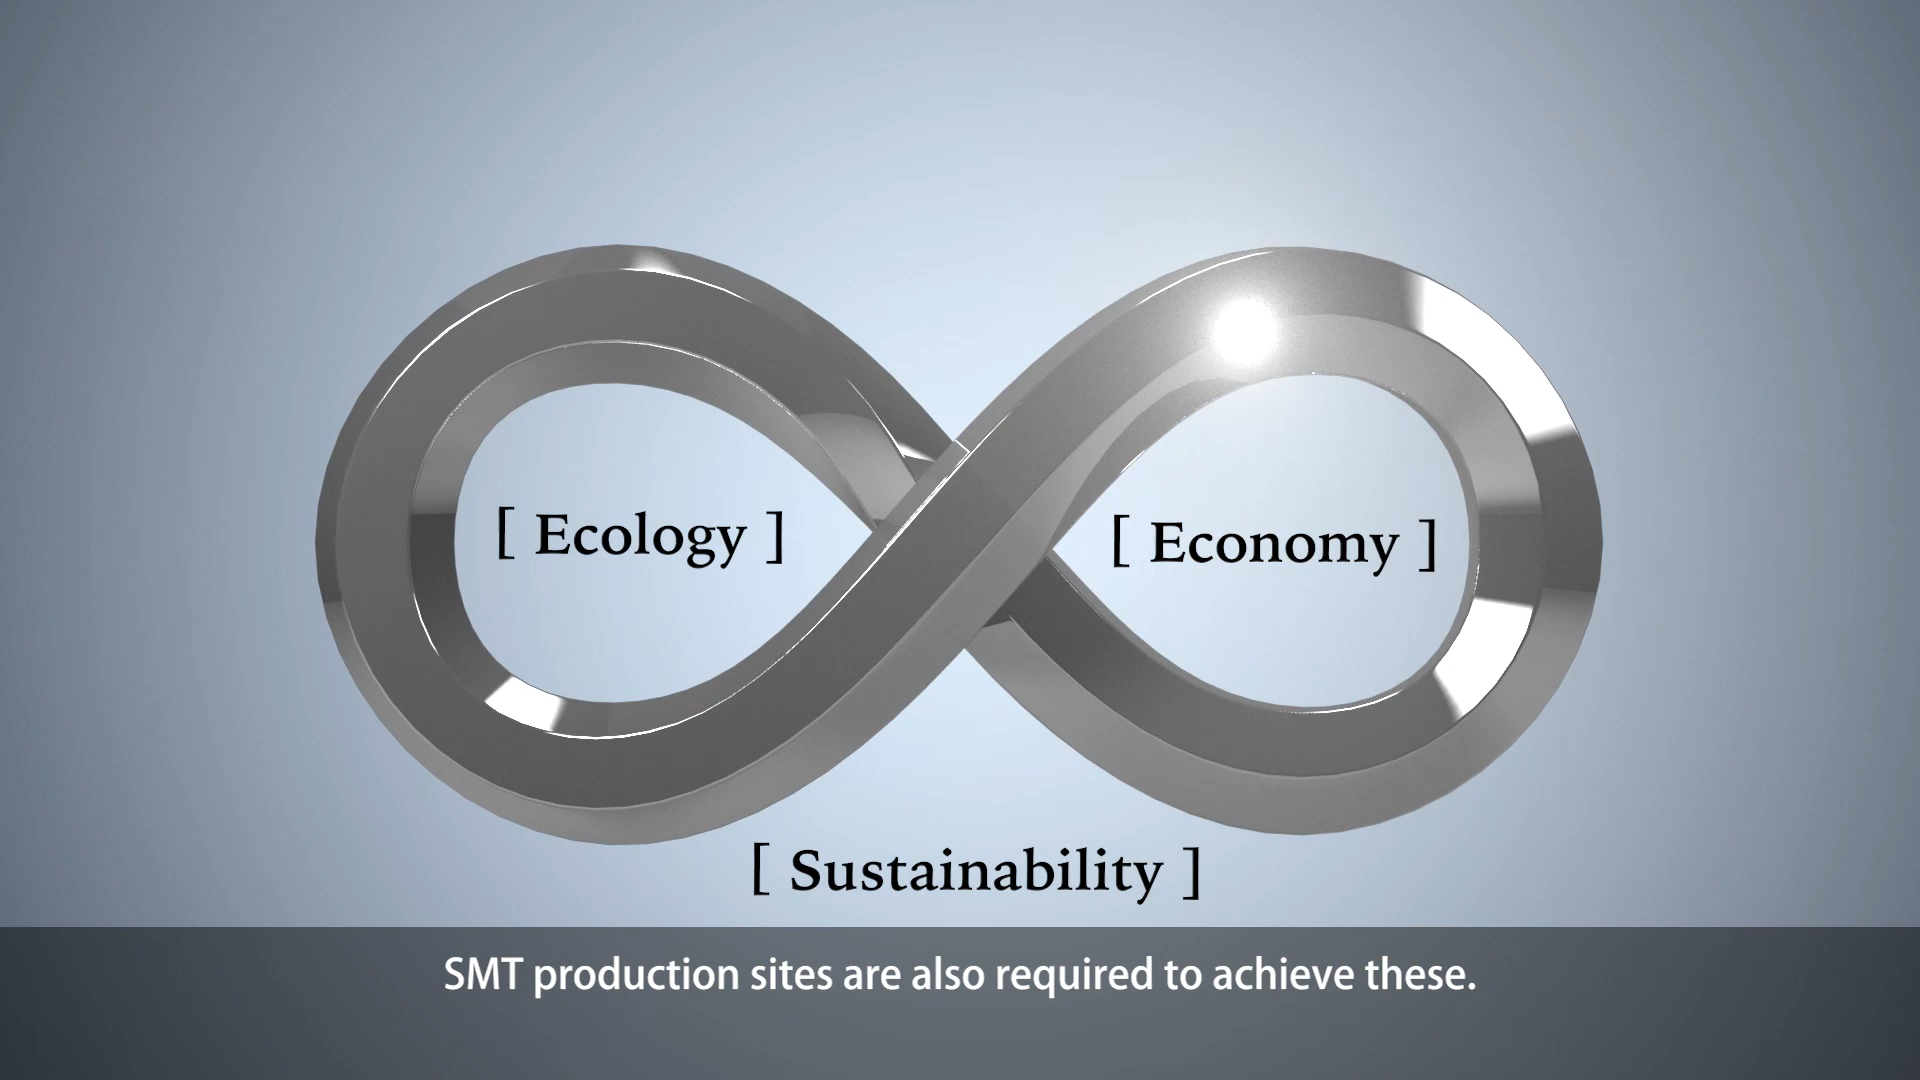 [ Ecology ]
[ Economy ]
[ Sustainability ]
SMT production sites are also required to achieve these.